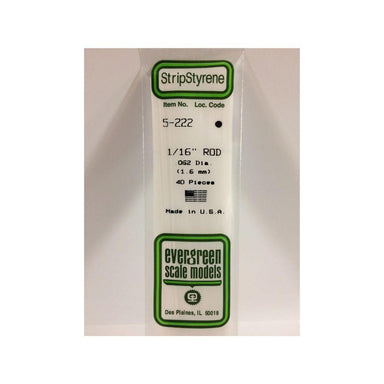 StripStyrene
Item No. Loc. Code
5-222
1/16" ROD
062 Dia.
(1.6 mm)
40 Pieces
Made in U.S.A.
evergreen
scale models
Des Plaines, IL 60018